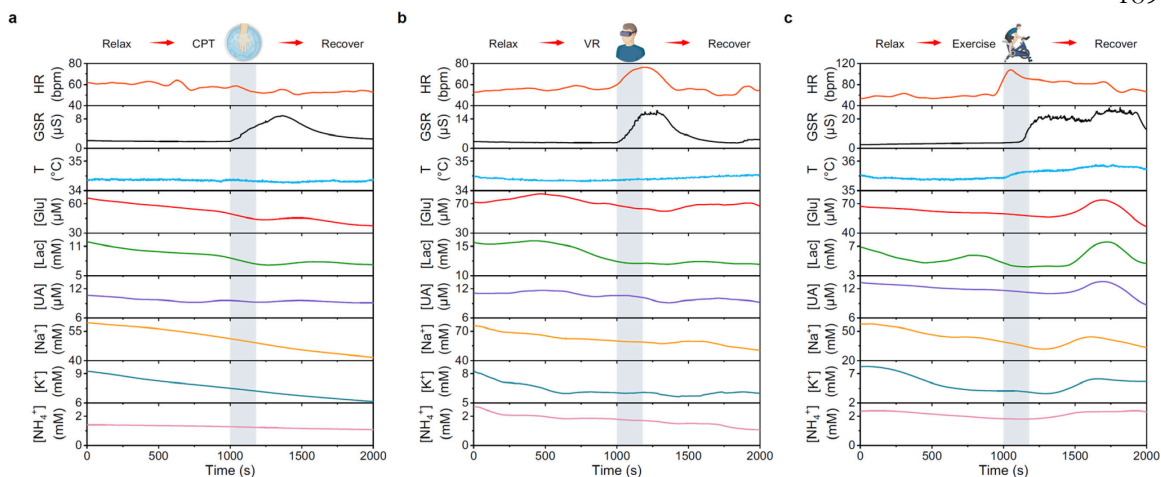 a
Relax CPT Recover
HR (bpm)
80
60
40
GSR (μS)
8
0
T (°C)
35
34
[Glu] (μM)
60
30
[Lac] (mM)
11
5
[UA] (μM)
12
6
[Na⁺] (mM)
55
40
[K⁺] (mM)
9
6
[NH₄⁺] (mM)
2
0
0 500 1000 1500 2000
Time (s)
b
Relax VR Recover
HR (bpm)
80
60
40
GSR (μS)
14
0
T (°C)
35
34
[Glu] (μM)
70
40
[Lac] (mM)
15
10
[UA] (μM)
12
6
[Na⁺] (mM)
70
40
[K⁺] (mM)
8
5
[NH₄⁺] (mM)
2
0
0 500 1000 1500 2000
Time (s)
c
Relax Exercise Recover
HR (bpm)
120
80
40
GSR (μS)
20
0
T (°C)
36
35
[Glu] (μM)
70
40
[Lac] (mM)
7
3
[UA] (μM)
12
6
[Na⁺] (mM)
50
20
[K⁺] (mM)
8
2
[NH₄⁺] (mM)
2
0
0 500 1000 1500 2000
Time (s)